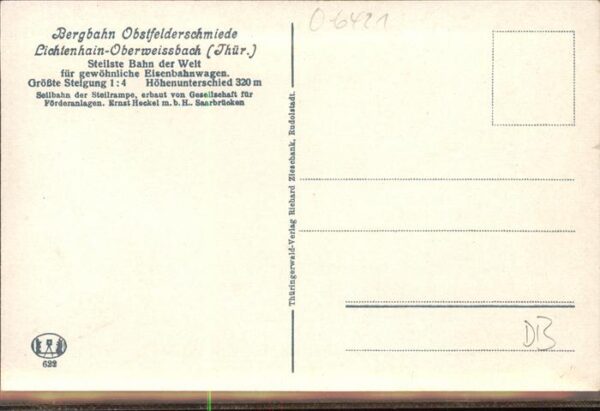 Bergbahn Obstfelderschmiede
Lichtenhain-Oberweissbach (Thür.)
Steilste Bahn der Welt
für gewöhnliche Eisenbahnwagen.
Größte Steigung 1:4 Höhenunterschied 320 m
Seilbahn der Steilrampe, erbaut von Gesellschaft für
Förderanlagen. Ernst Heckel m. b. H., Saarbrücken
622
Thüringerwald-Verlag Richard Zieschank, Rudolstadt.
O-6421
DB